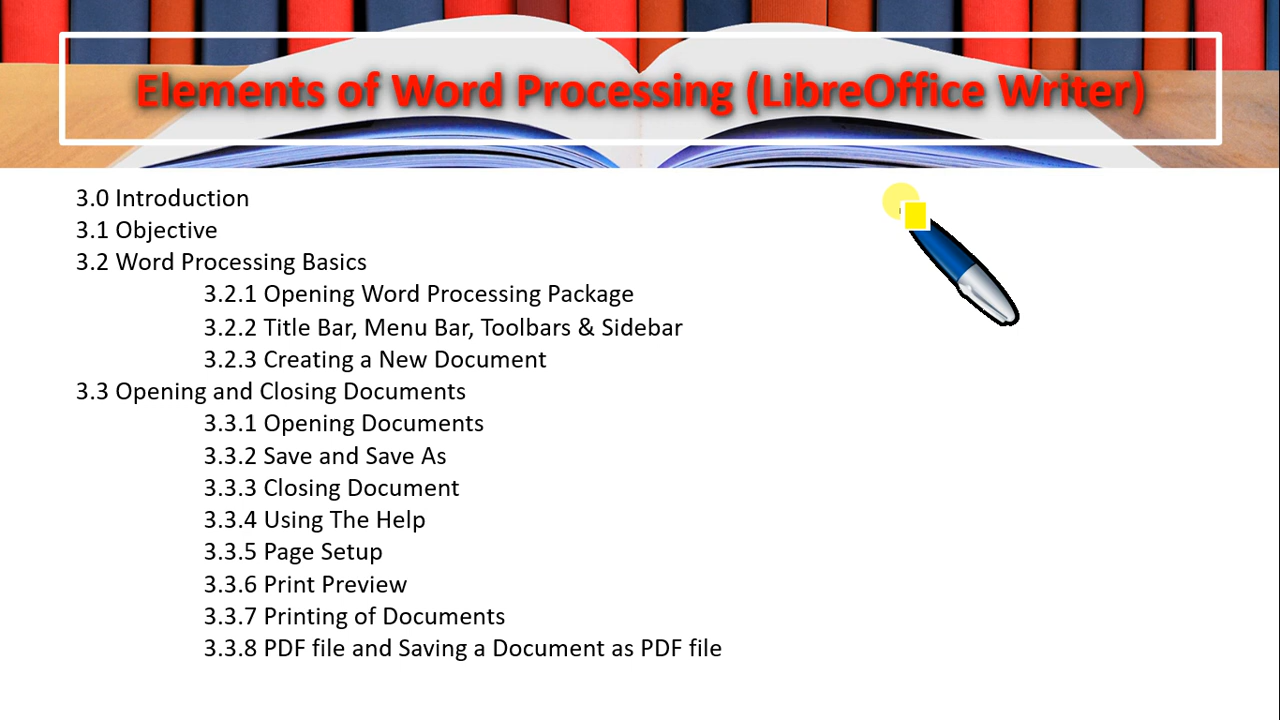 Elements of Word Processing (LibreOffice Writer)
3.0 Introduction
3.1 Objective
3.2 Word Processing Basics
3.2.1 Opening Word Processing Package
3.2.2 Title Bar, Menu Bar, Toolbars & Sidebar
3.2.3 Creating a New Document
3.3 Opening and Closing Documents
3.3.1 Opening Documents
3.3.2 Save and Save As
3.3.3 Closing Document
3.3.4 Using The Help
3.3.5 Page Setup
3.3.6 Print Preview
3.3.7 Printing of Documents
3.3.8 PDF file and Saving a Document as PDF file